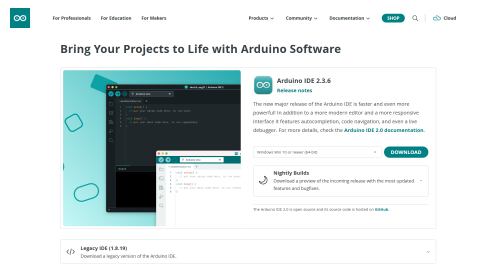 For Professionals For Education For Makers Products Community Documentation SHOP Cloud
Bring Your Projects to Life with Arduino Software
Arduino IDE 2.3.6
Release notes
The new major release of the Arduino IDE is faster and even more
powerful! In addition to a more modern editor and a more responsive
interface it features autocompletion, code navigation, and even a live
debugger. For more details, check the Arduino IDE 2.0 documentation.
Windows Win 10 or newer (64-bit) DOWNLOAD
Nightly Builds
Download a preview of the incoming release with the most updated
features and bugfixes.
The Arduino IDE 2.0 is open source and its source code is hosted on GitHub.
Legacy IDE (1.8.19)
Download a legacy version of the Arduino IDE.